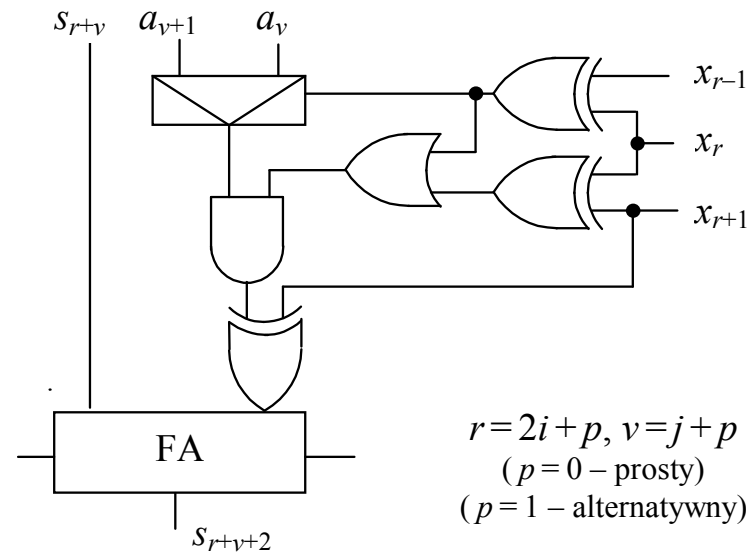 s_{r+v} a_{v+1} a_v
x_{r–1}
x_r
x_{r+1}
FA
r=2i+p, v=j+p
( p = 0 – prosty)
( p = 1 – alternatywny)
s_{r+v+2}